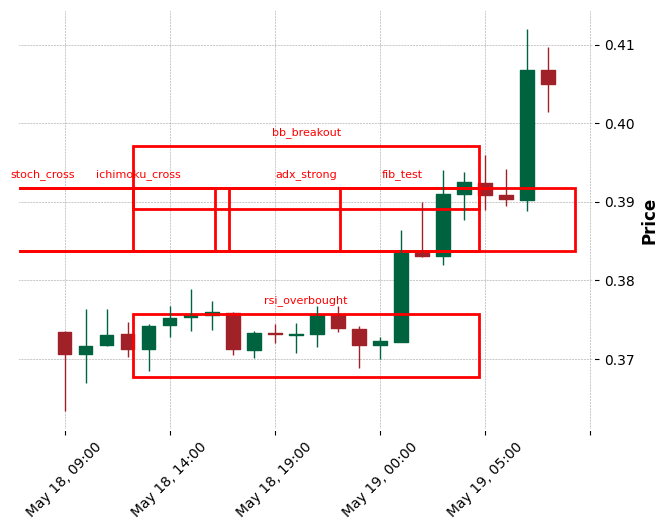 0.41
0.40
bb_breakout
stoch_cross ichimoku_cross adx_strong fib_test
0.39
Price
0.38
rsi_overbought
0.37
May 18, 09:00
May 18, 14:00
May 18, 19:00
May 19, 00:00
May 19, 05:00